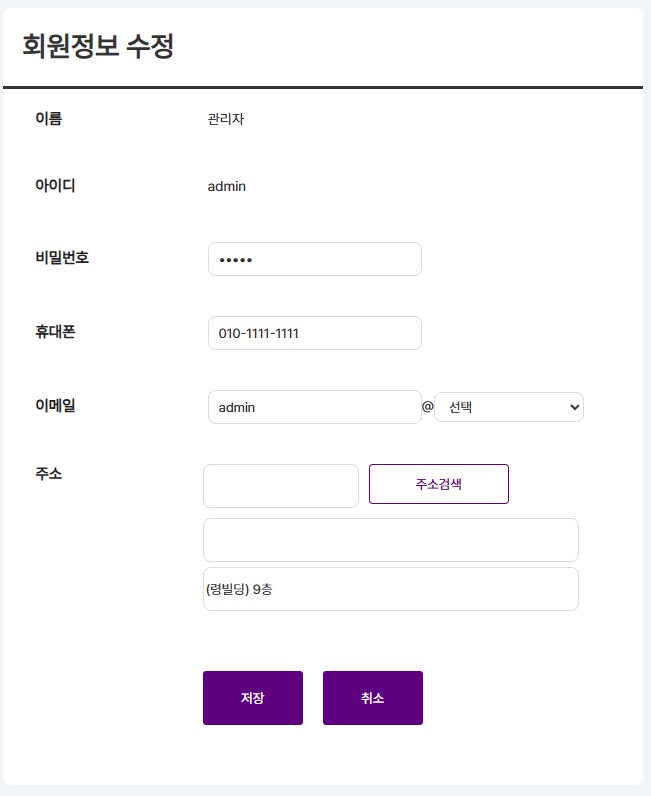 회원정보 수정
이름 관리자
아이디 admin
비밀번호 •••••
휴대폰 010-1111-1111
이메일 admin @ 선택
주소 주소검색
(령빌딩) 9층
저장 취소